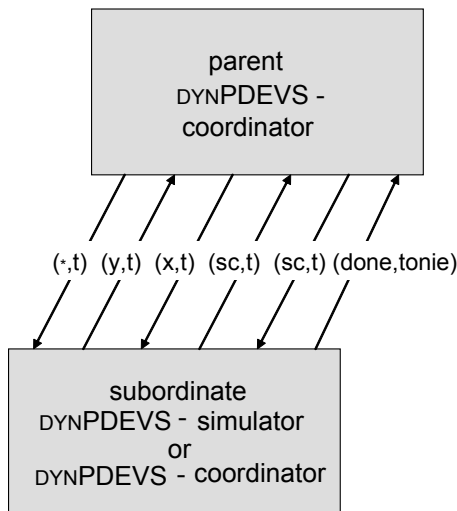 parent
DYNPDEVS -
coordinator
(*,t) (y,t) (x,t) (sc,t) (sc,t) (done,tonie)
subordinate
DYNPDEVS - simulator
or
DYNPDEVS - coordinator